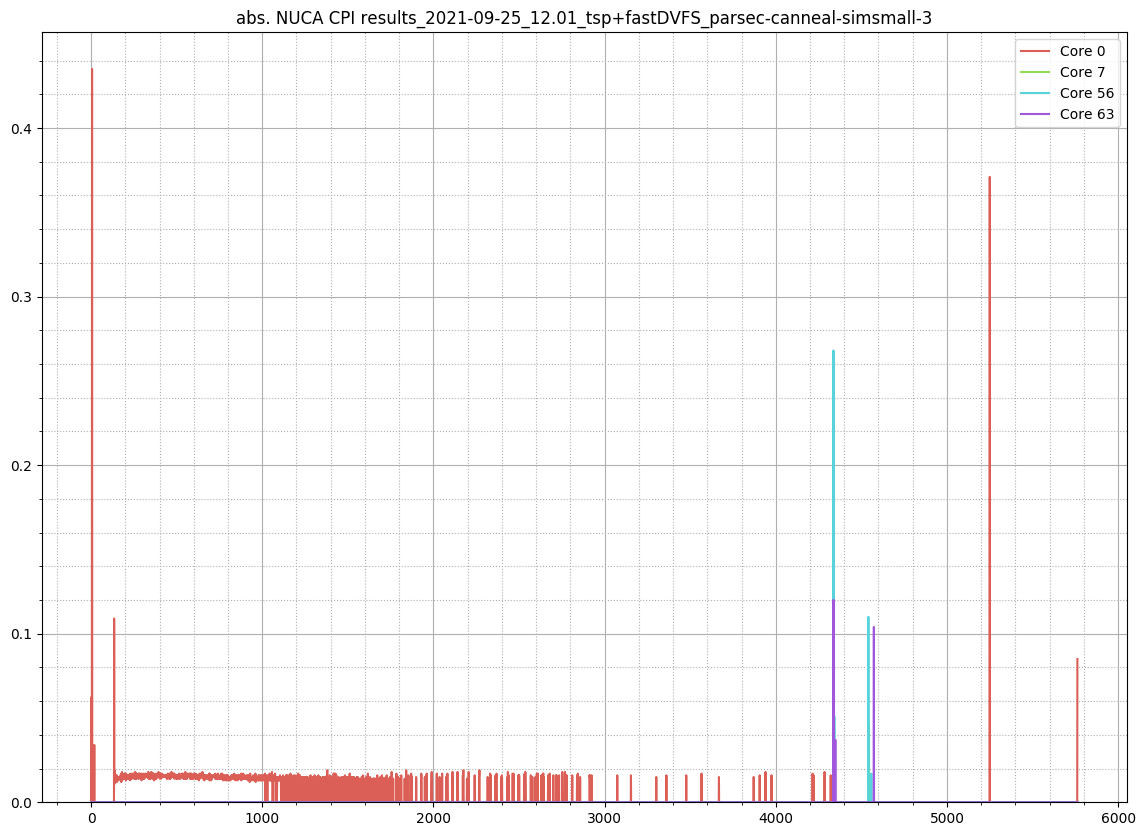 abs. NUCA CPI results_2021-09-25_12.01_tsp+fastDVFS_parsec-canneal-simsmall-3
Core 0
Core 7
Core 56
Core 63
0.4
0.3
0.2
0.1
0.0
0 1000 2000 3000 4000 5000 6000